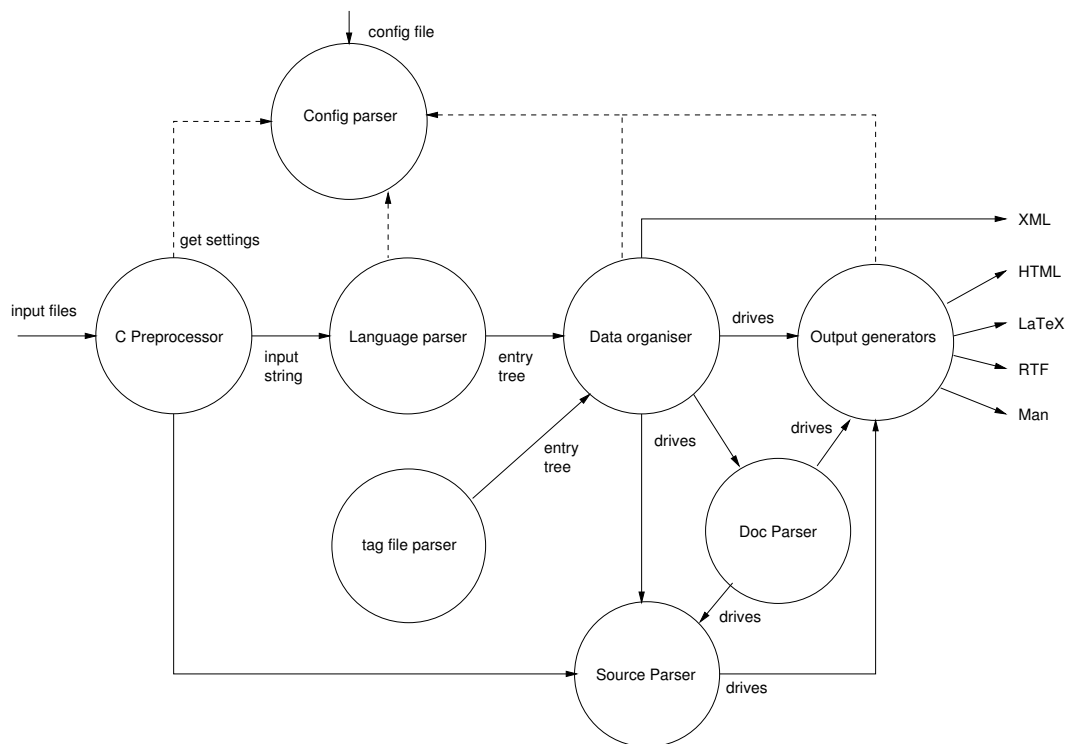 config file
Config parser
get settings
XML
HTML
input files
drives
LaTeX
C Preprocessor
Language parser
Data organiser
Output generators
input
string
entry
tree
RTF
Man
drives
drives
entry
tree
Doc Parser
tag file parser
drives
Source Parser
drives